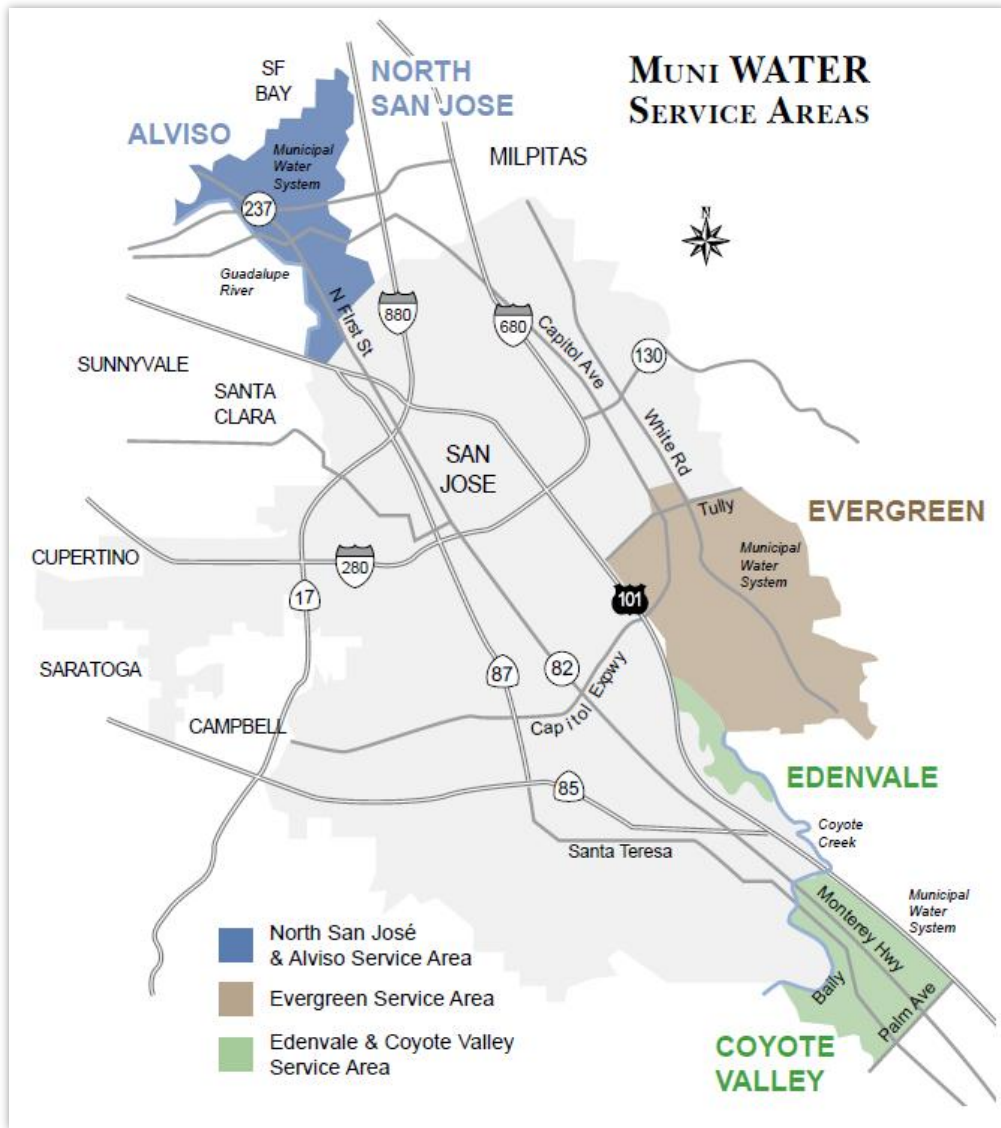 MUNI WATER
SERVICE AREAS
SF
BAY
NORTH
SAN JOSE
ALVISO
Municipal
Water
System
MILPITAS
N
237
Guadalupe
River
N FIrst St
880
680
Capitol Ave
130
SUNNYVALE
SANTA
CLARA
White Rd
SAN
JOSE
Tully
EVERGREEN
Municipal
Water
System
CUPERTINO
280
17
101
SARATOGA
87
82
Capitol Expwy
CAMPBELL
85
EDENVALE
Coyote
Creek
Santa Teresa
Monterey Hwy
Municipal
Water
System
Baily
Palm Ave
COYOTE
VALLEY
North San José
& Alviso Service Area
Evergreen Service Area
Edenvale & Coyote Valley
Service Area